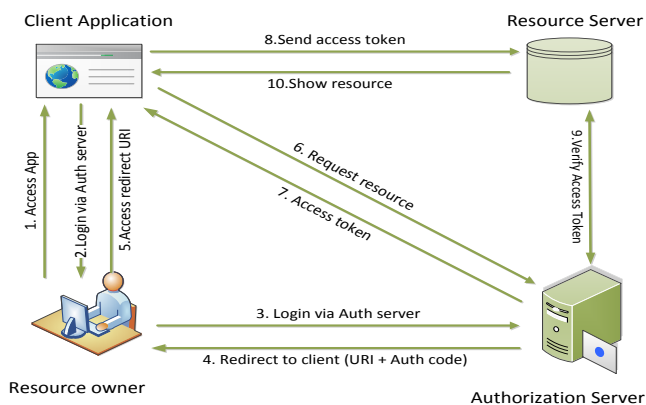 Client Application
Resource Server
8.Send access token
10.Show resource
1. Access App
2.Login via Auth server
5.Access redirect URI
6. Request resource
7. Access token
9.Verify Access Token
3. Login via Auth server
4. Redirect to client (URI + Auth code)
Resource owner
Authorization Server